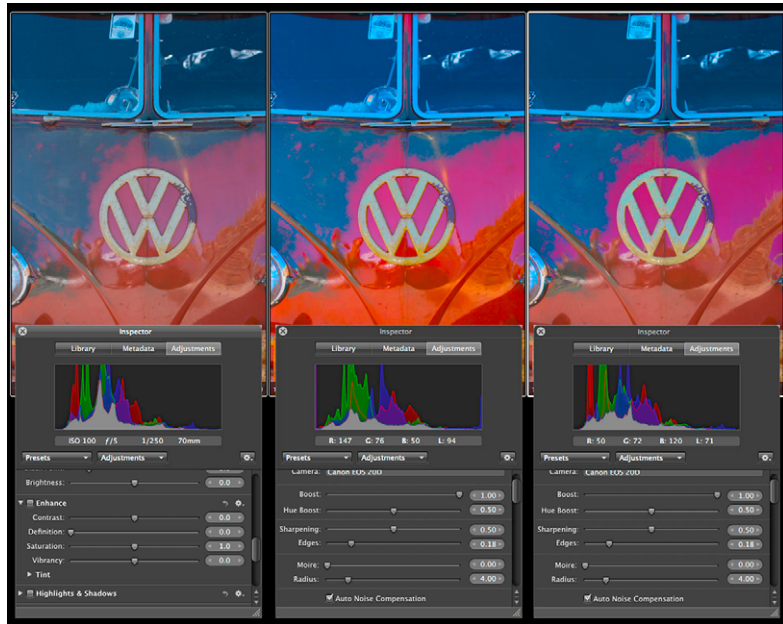 VW
VW
VW
Inspector
Library Metadata Adjustments
ISO 100 f/5 1/250 70mm
Presets Adjustments
Brightness: 0.0
Enhance
Contrast: 0.0
Definition: 0.0
Saturation: 1.0
Vibrancy: 0.0
Tint
Highlights & Shadows
Inspector
Library Metadata Adjustments
R: 147 G: 76 B: 50 L: 94
Presets Adjustments
Camera: Canon EOS 20D
Boost: 1.00
Hue Boost: 0.50
Sharpening: 0.50
Edges: 0.18
Moire: 0.00
Radius: 4.00
Auto Noise Compensation
Inspector
Library Metadata Adjustments
R: 50 G: 72 B: 120 L: 71
Presets Adjustments
Camera: Canon EOS 20D
Boost: 1.00
Hue Boost: 0.50
Sharpening: 0.50
Edges: 0.18
Moire: 0.00
Radius: 4.00
Auto Noise Compensation